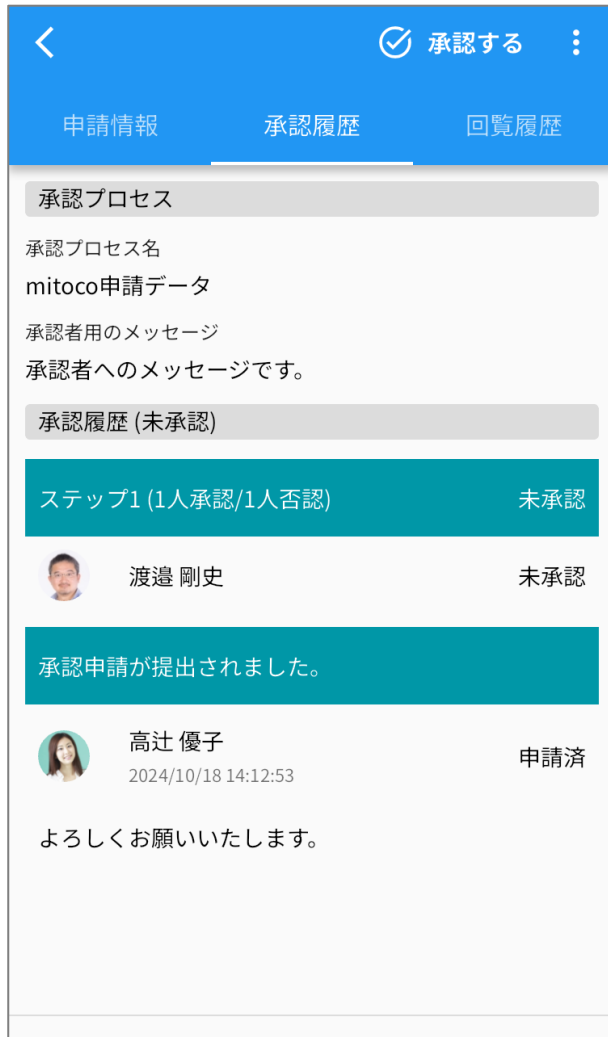 承認する
申請情報 承認履歴 回覧履歴
承認プロセス
承認プロセス名
mitoco申請データ
承認者用のメッセージ
承認者へのメッセージです。
承認履歴 (未承認)
ステップ1 (1人承認/1人否認) 未承認
渡邉 剛史 未承認
承認申請が提出されました。
高辻 優子 申請済
2024/10/18 14:12:53
よろしくお願いいたします。